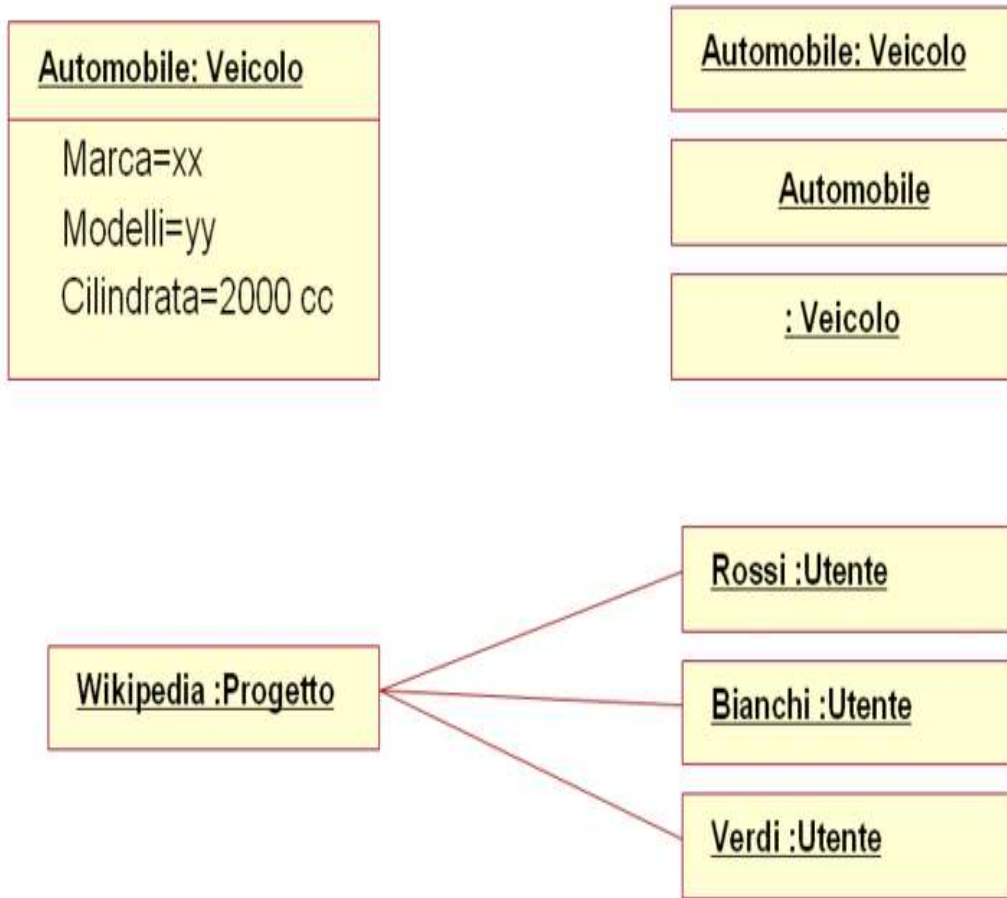 Automobile: Veicolo
Marca=xx
Modelli=yy
Cilindrata=2000 cc
Automobile: Veicolo
Automobile
: Veicolo
Wikipedia :Progetto
Rossi :Utente
Bianchi :Utente
Verdi :Utente